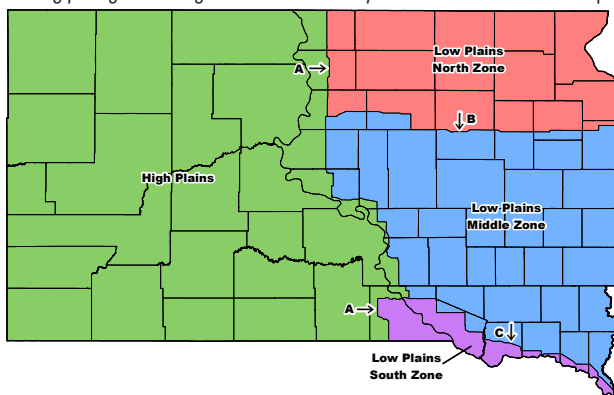 Low Plains
North Zone
A
B
High Plains
Low Plains
Middle Zone
A
C
Low Plains
South Zone